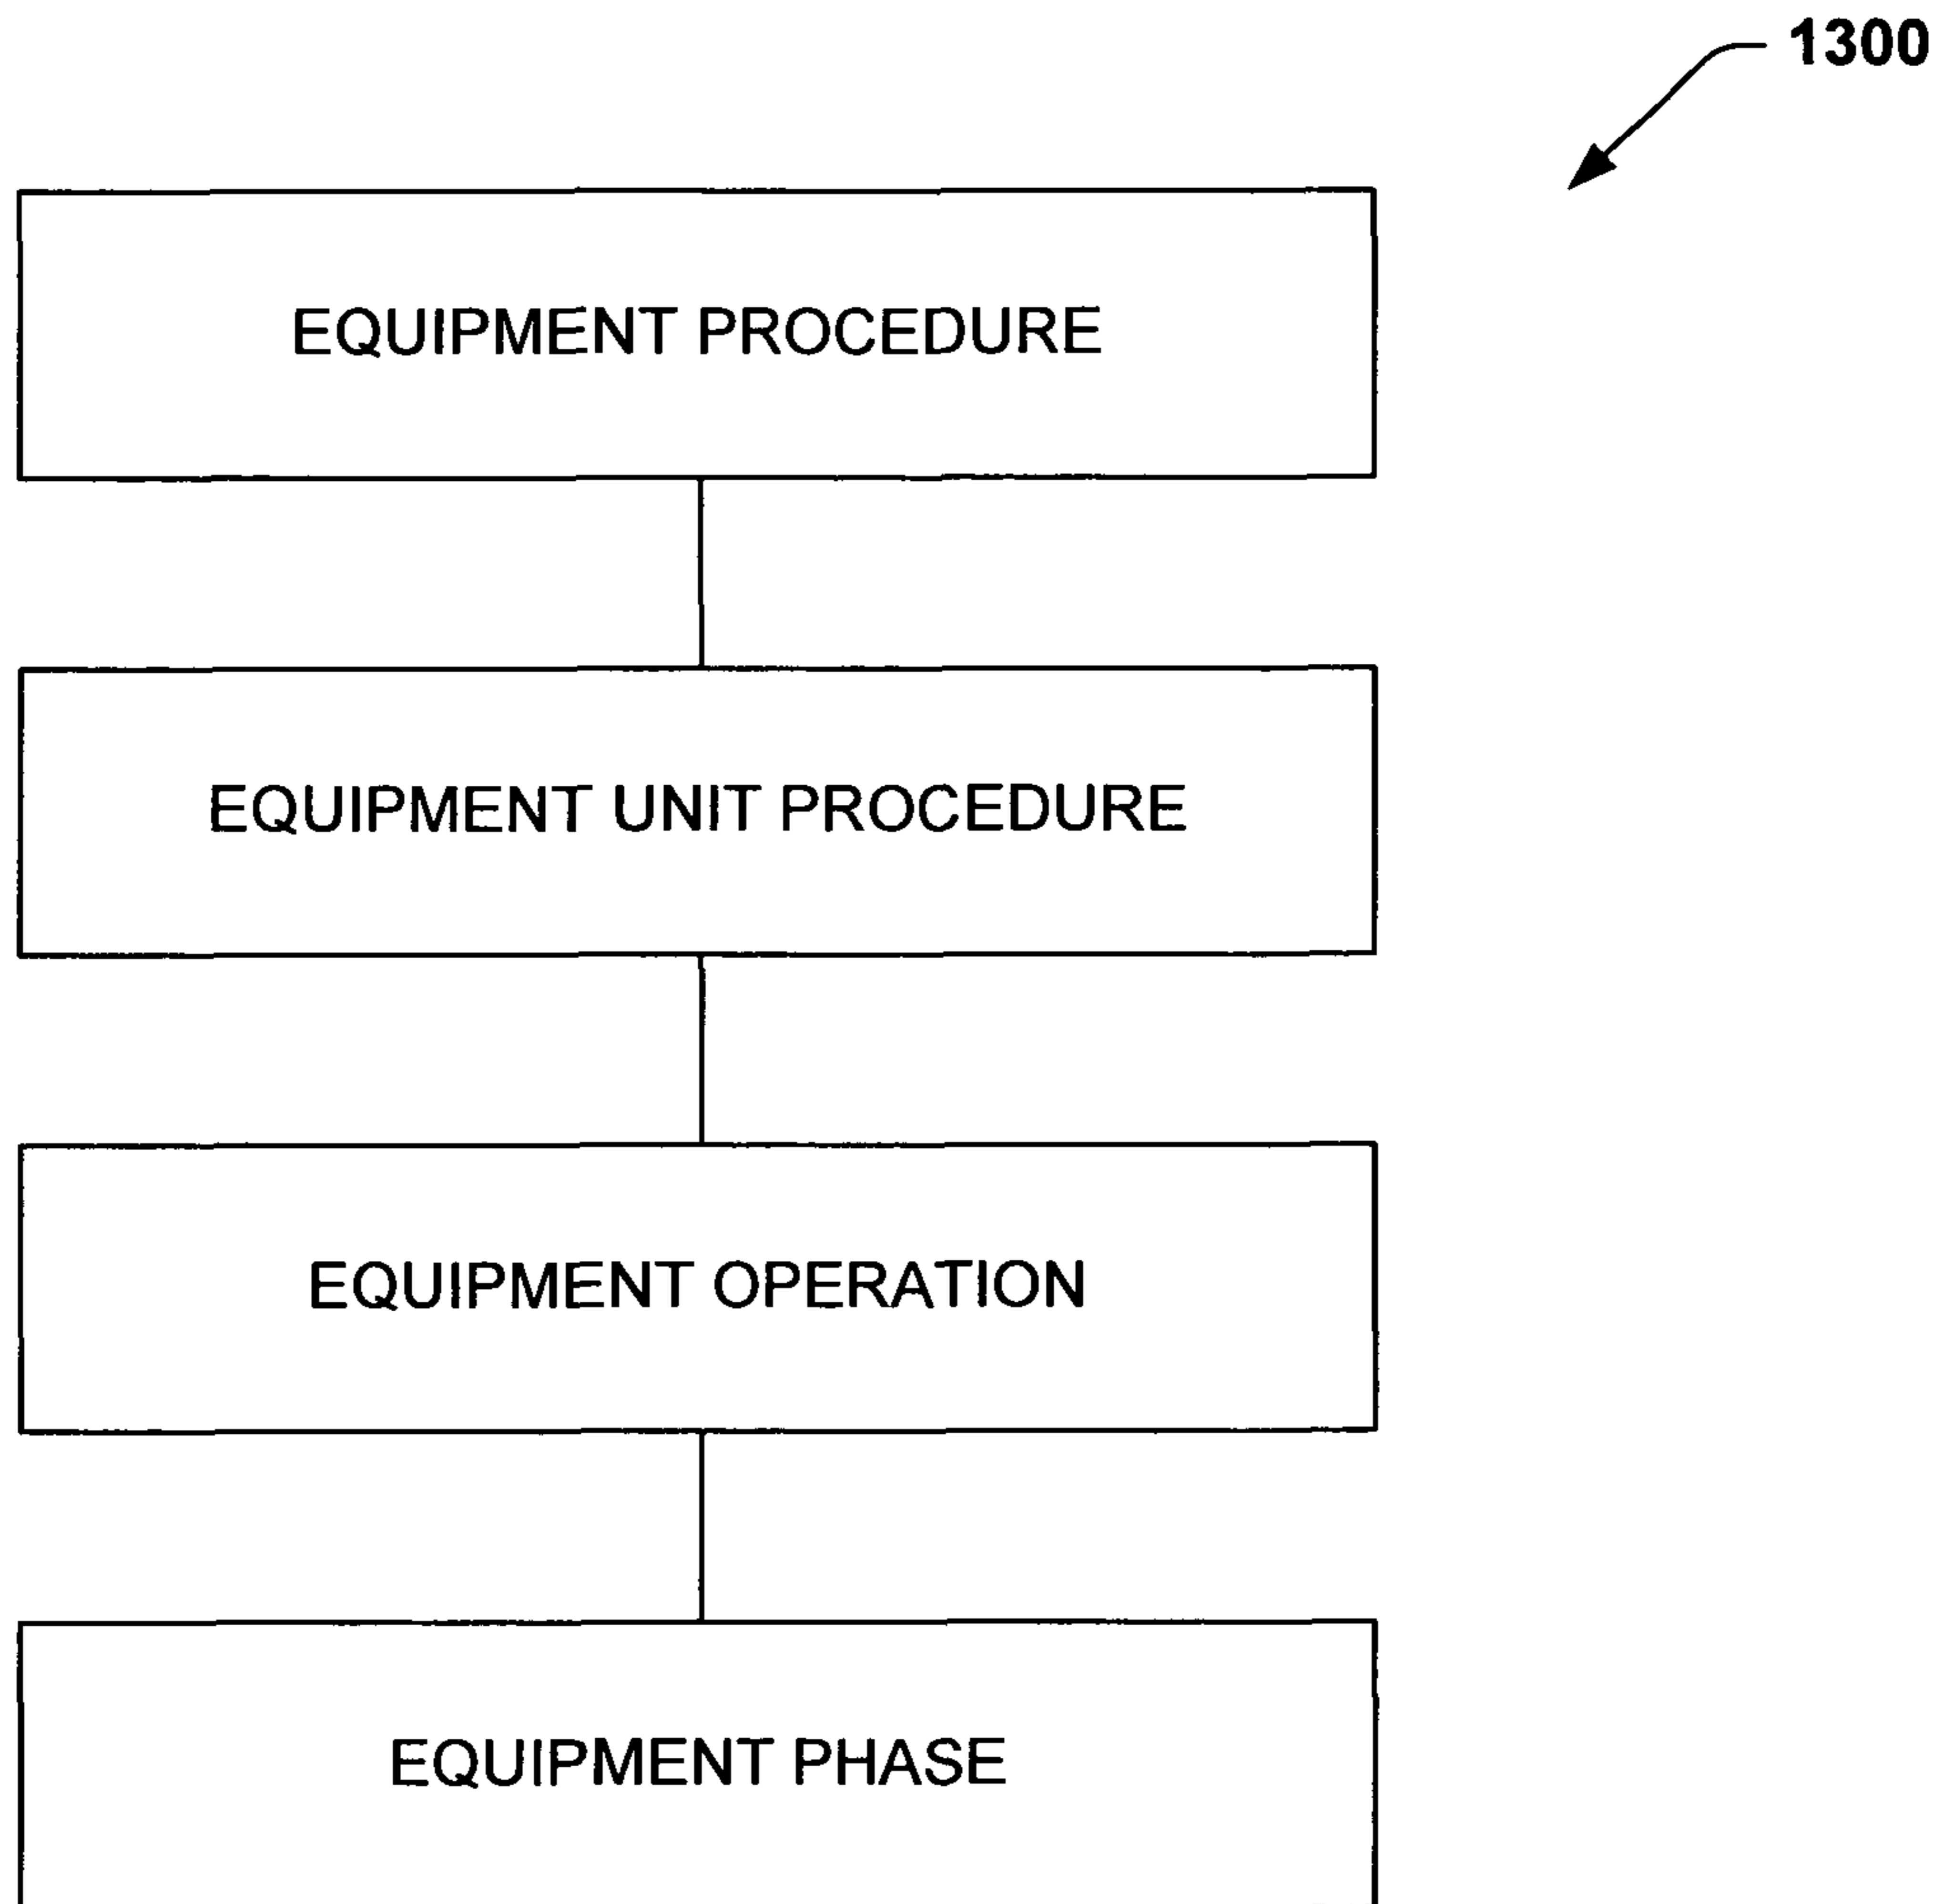 1300
EQUIPMENT PROCEDURE
EQUIPMENT UNIT PROCEDURE
EQUIPMENT OPERATION
EQUIPMENT PHASE